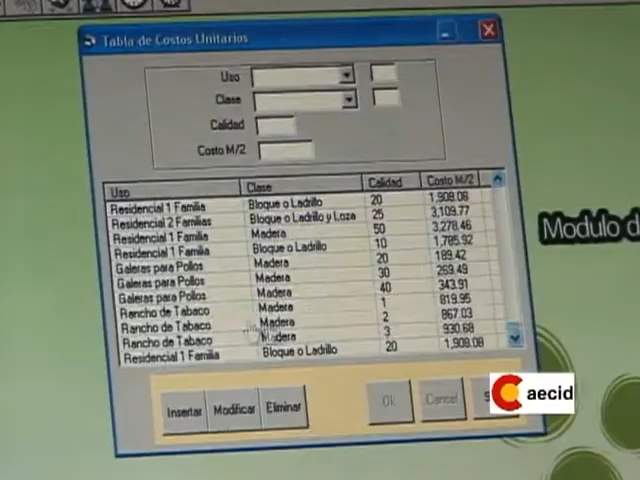 Tabla de Costos Unitarios
Uso
Clase
Calidad
Costo M/2
Uso Clase Calidad Costo M/2
Residencial 1 Familia Bloque o Ladrillo 20 1,908.08
Residencial 2 Familias Bloque o Ladrillo y Loza 25 3,109.77
Residencial 1 Familia Madera 50 3,278.46
Residencial 1 Familia Bloque o Ladrillo 10 1,785.92
Galeras para Pollos Madera 20 189.42
Galeras para Pollos Madera 30 269.49
Galeras para Pollos Madera 40 343.91
Rancho de Tabaco Madera 1 819.95
Rancho de Tabaco Madera 2 867.03
Rancho de Tabaco Madera 3 930.68
Residencial 1 Familia Bloque o Ladrillo 20 1,908.08
Insertar Modificar Eliminar Ok Cancel
Modulo d
aecid